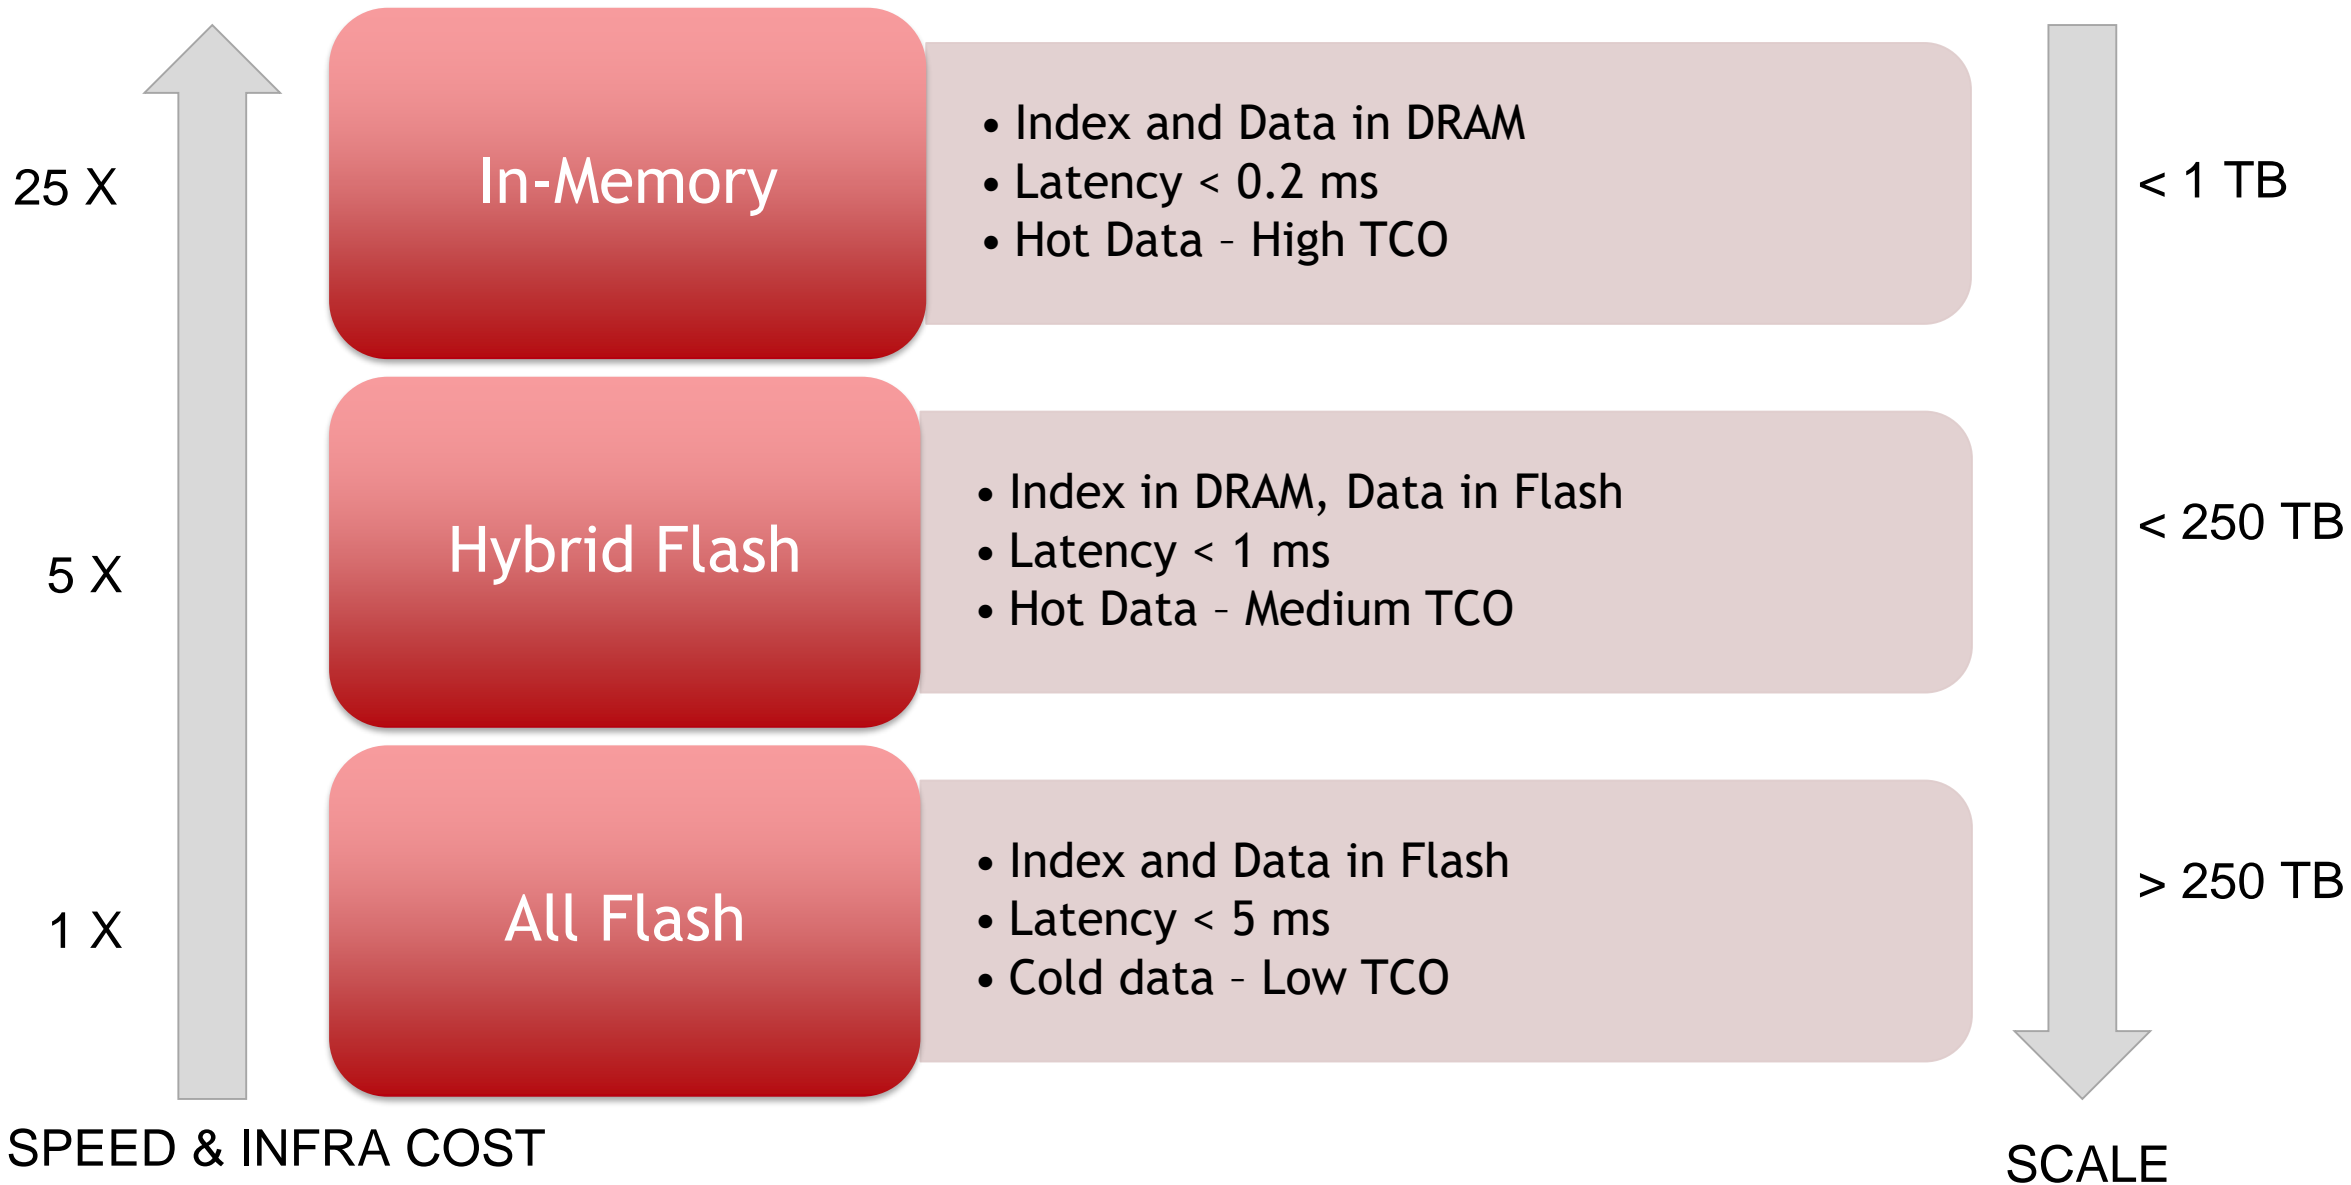 25 X
In-Memory
• Index and Data in DRAM
• Latency < 0.2 ms
• Hot Data – High TCO
< 1 TB
5 X
Hybrid Flash
• Index in DRAM, Data in Flash
• Latency < 1 ms
• Hot Data – Medium TCO
< 250 TB
1 X
All Flash
• Index and Data in Flash
• Latency < 5 ms
• Cold data – Low TCO
> 250 TB
SPEED & INFRA COST
SCALE